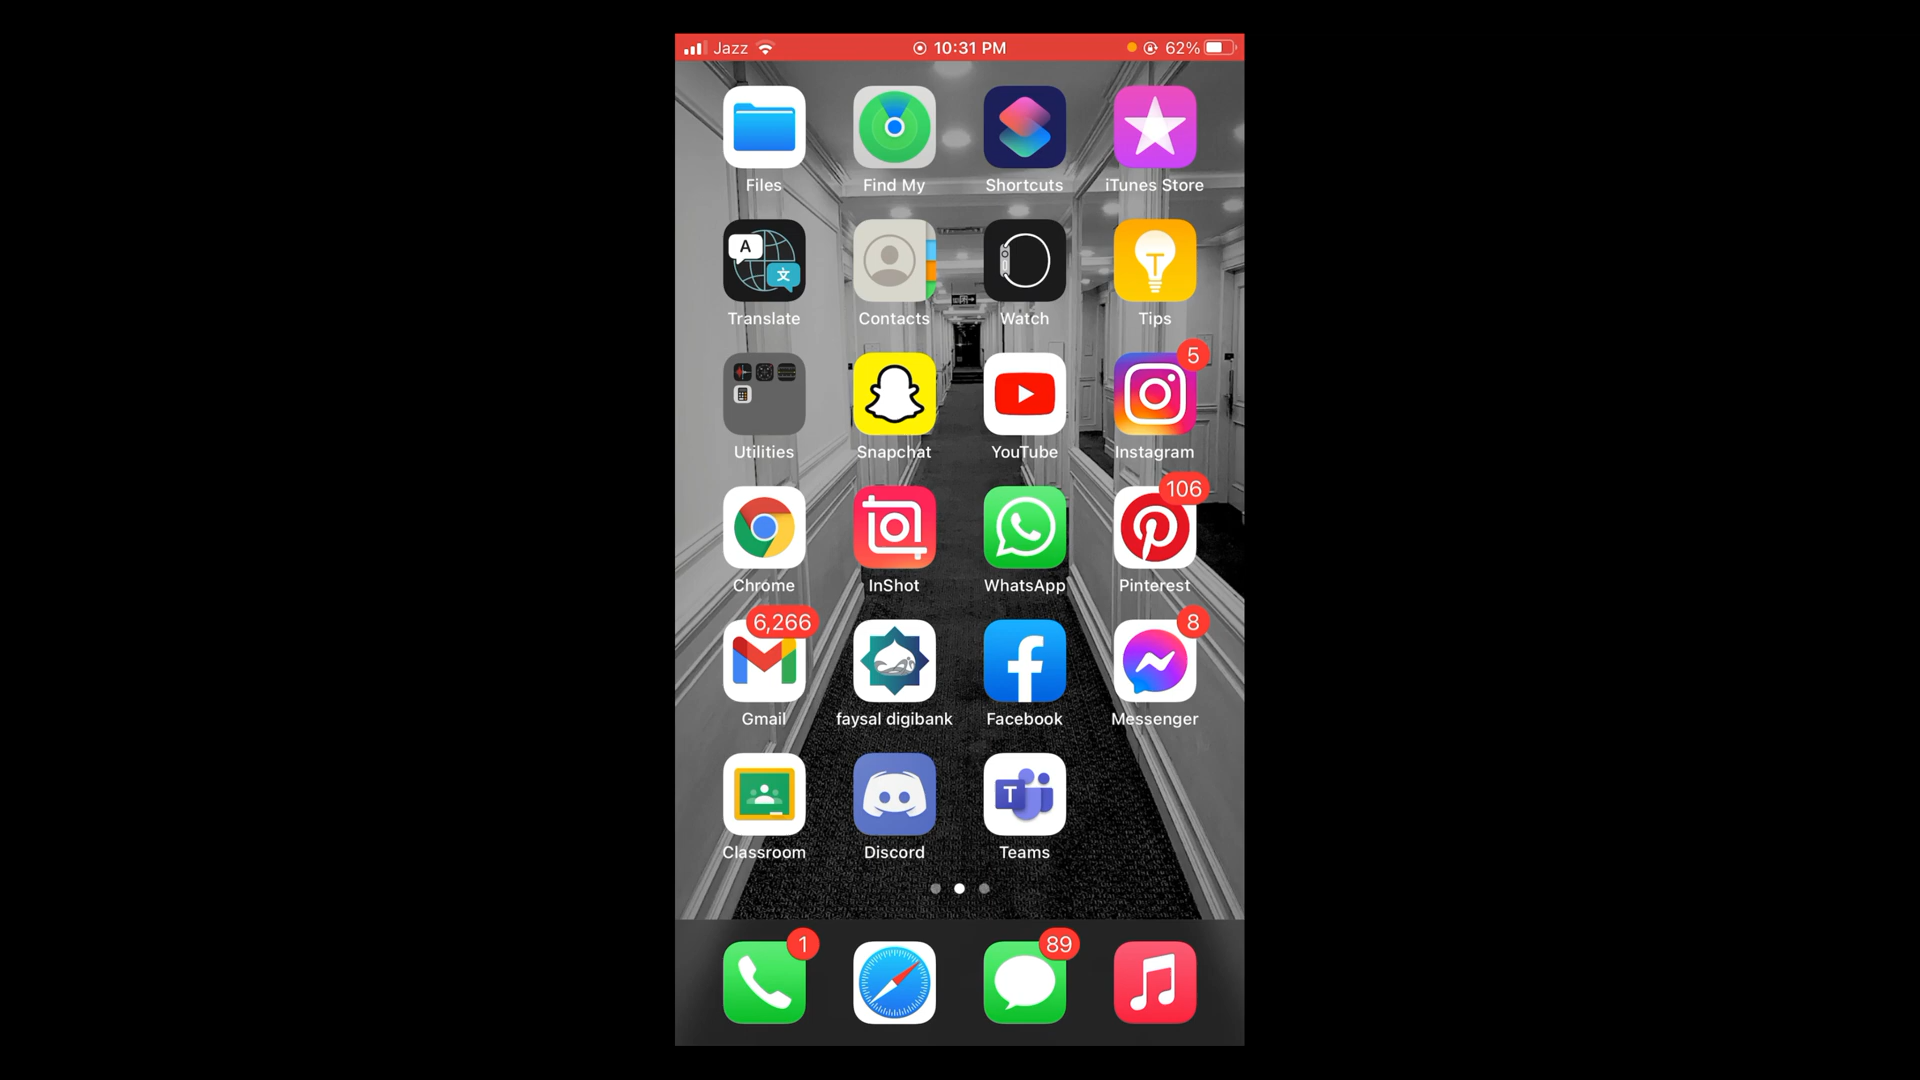 Jazz 10:31 PM 62%
Files Find My Shortcuts iTunes Store
A 文
T
Translate Contacts Watch Tips
5
Utilities Snapchat YouTube Instagram
106
Chrome InShot WhatsApp Pinterest
6,266 8
Gmail faysal digibank Facebook Messenger
T
Classroom Discord Teams
1 89